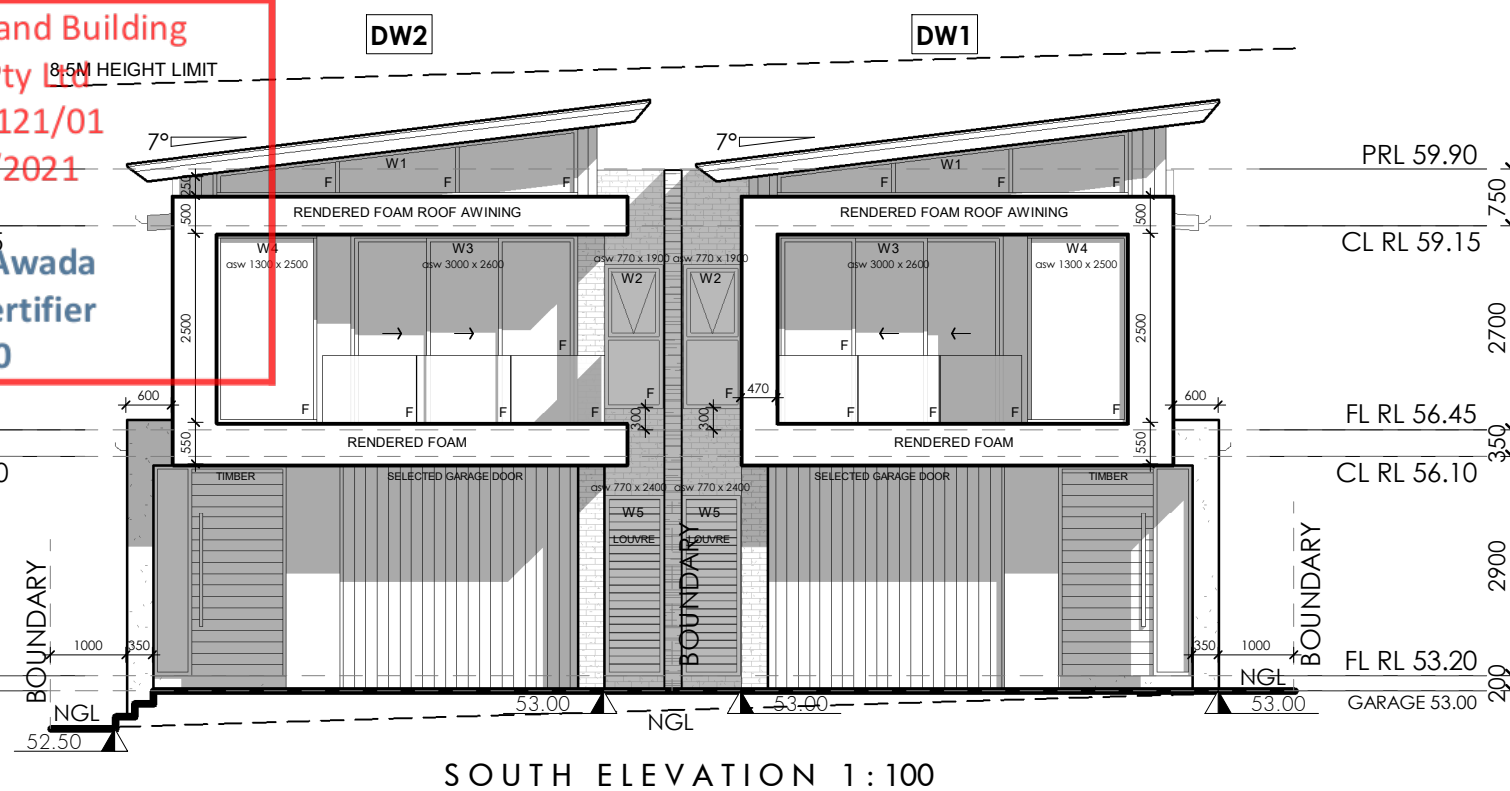 and Building
DW2
DW1
8.5M HEIGHT LIMIT
ty Ltd
121/01
/2021
7°
7°
PRL 59.90
W1
W1
F
F
F
F
F
F
250
750
RENDERED FOAM ROOF AWINING
RENDERED FOAM ROOF AWINING
500
500
CL RL 59.15
Awada
ertifier
0
W4
asw 1300 x 2500
W3
asw 3000 x 2600
asw 770 x 1900
asw 770 x 1900
W2
W2
W3
asw 3000 x 2600
W4
asw 1300 x 2500
2500
2500
2700
F
F
600
470
600
F
F
F
F
F
F
F
F
F
300
300
FL RL 56.45
550
RENDERED FOAM
RENDERED FOAM
550
350
CL RL 56.10
TIMBER
SELECTED GARAGE DOOR
SELECTED GARAGE DOOR
TIMBER
asw 770 x 2400
asw 770 x 2400
W5
W5
LOUVRE
LOUVRE
BOUNDARY
BOUNDARY
BOUNDARY
2900
1000
350
350
1000
FL RL 53.20
NGL
200
GARAGE 53.00
NGL
53.00
NGL
53.00
53.00
52.50
SOUTH ELEVATION 1:100